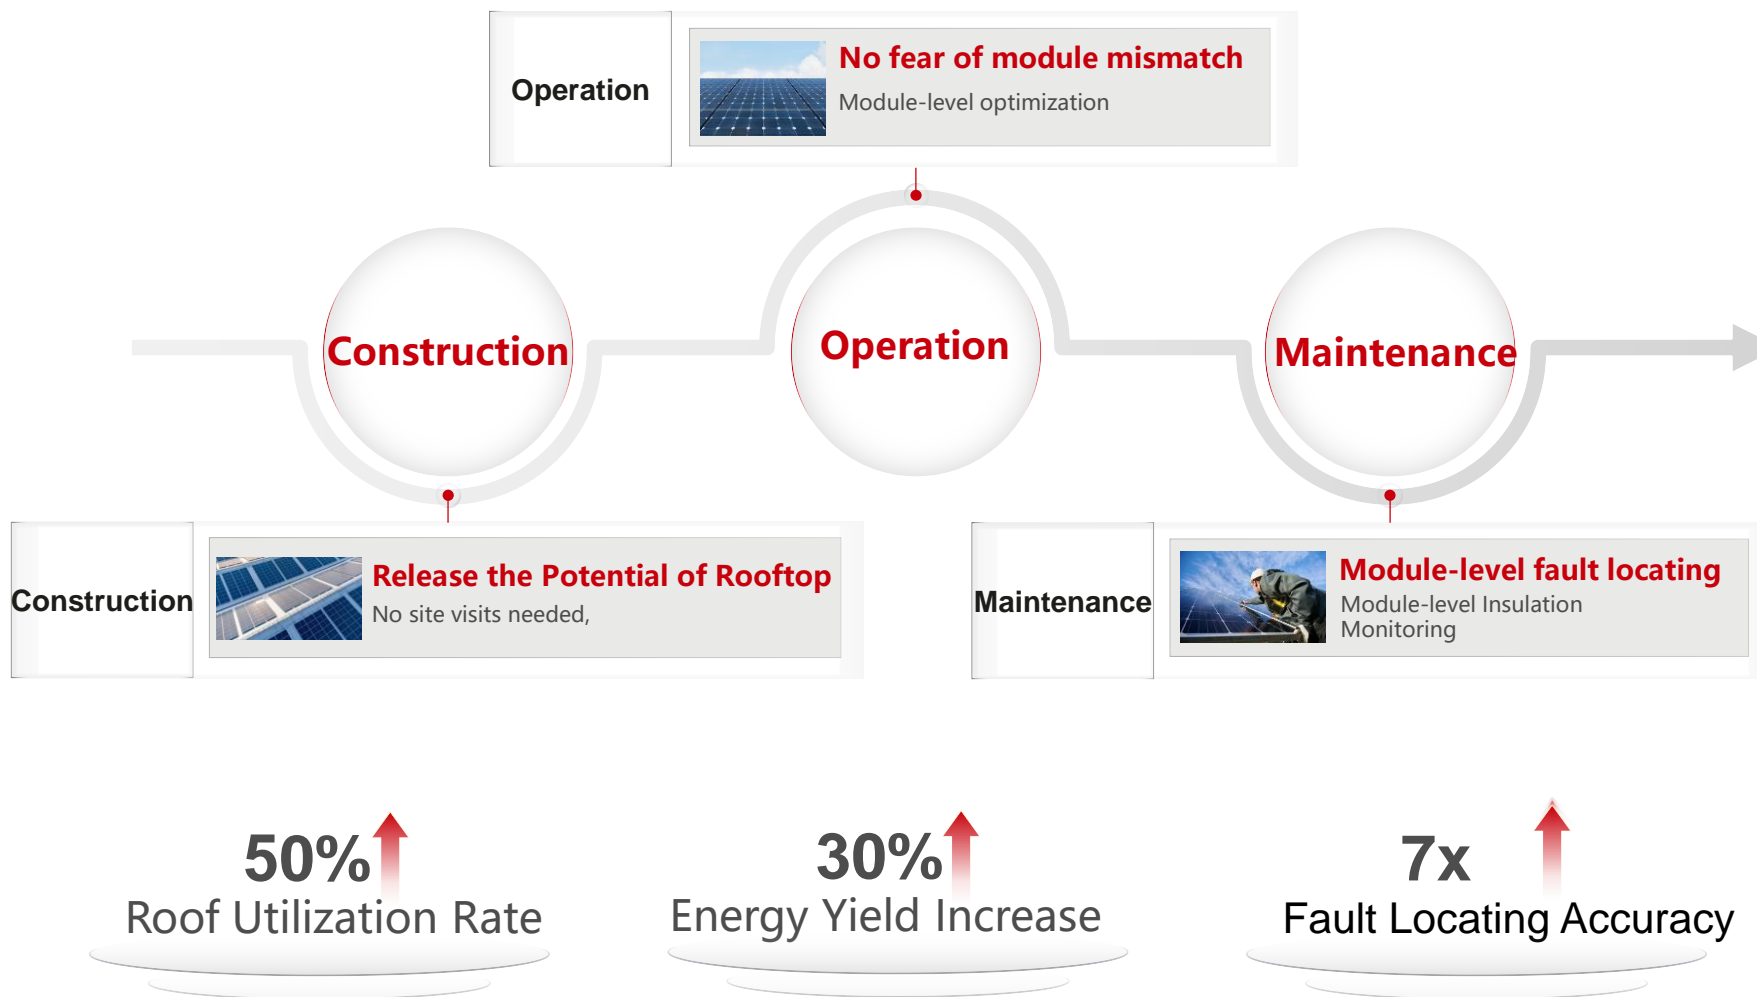 Operation
No fear of module mismatch
Module-level optimization
Construction
Operation
Maintenance
Construction
Release the Potential of Rooftop
No site visits needed,
Maintenance
Module-level fault locating
Module-level Insulation
Monitoring
50%
Roof Utilization Rate
30%
Energy Yield Increase
7x
Fault Locating Accuracy